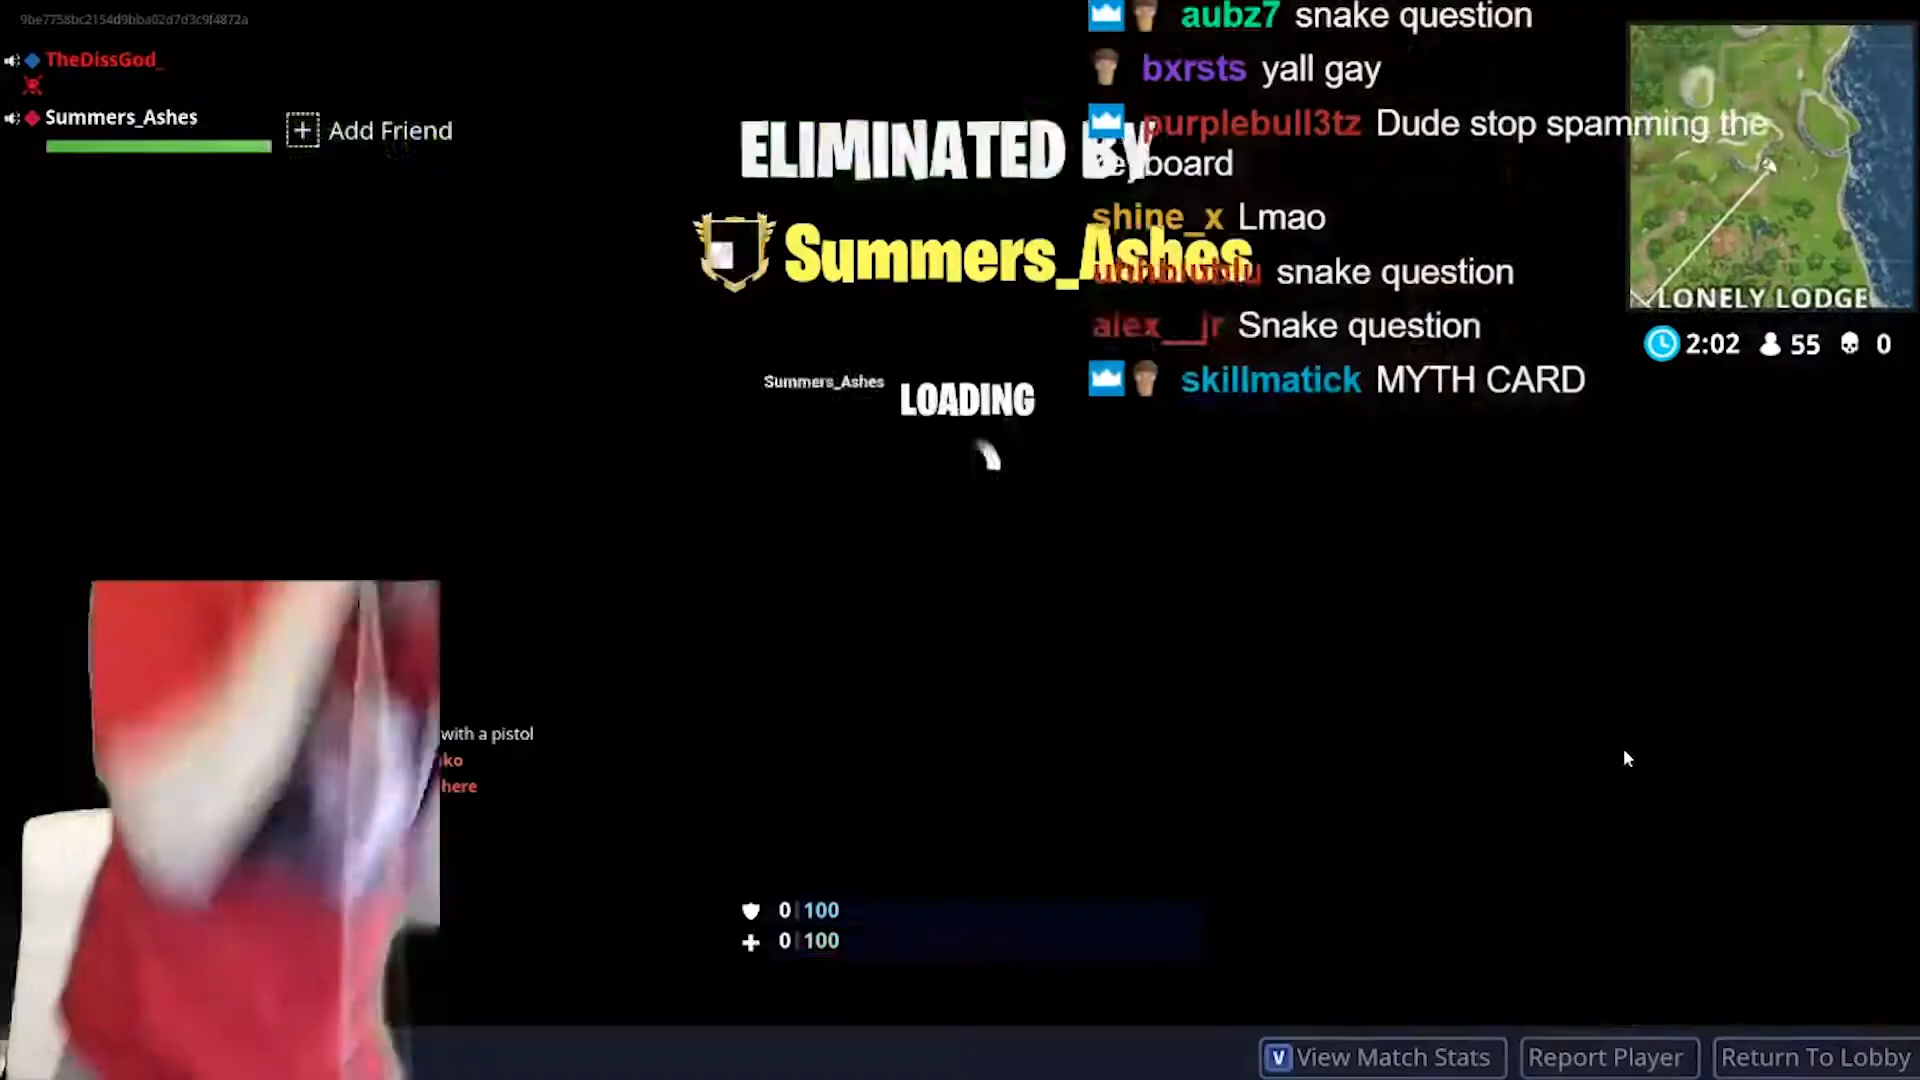 9be7758bc2154d9bba02d7d3c9f4872a
TheDissGod_
Summers_Ashes
Add Friend
ELIMINATED BY
Summers_Ashes
Summers_Ashes
LOADING
aubz7 snake question
bxrsts yall gay
purplebull3tz Dude stop spamming the
keyboard
shine_x Lmao
snake question
alex__jr Snake question
skillmatick MYTH CARD
LONELY LODGE
2:02 55 0
with a pistol
ko
here
0|100
0|100
V View Match Stats
Report Player
Return To Lobby